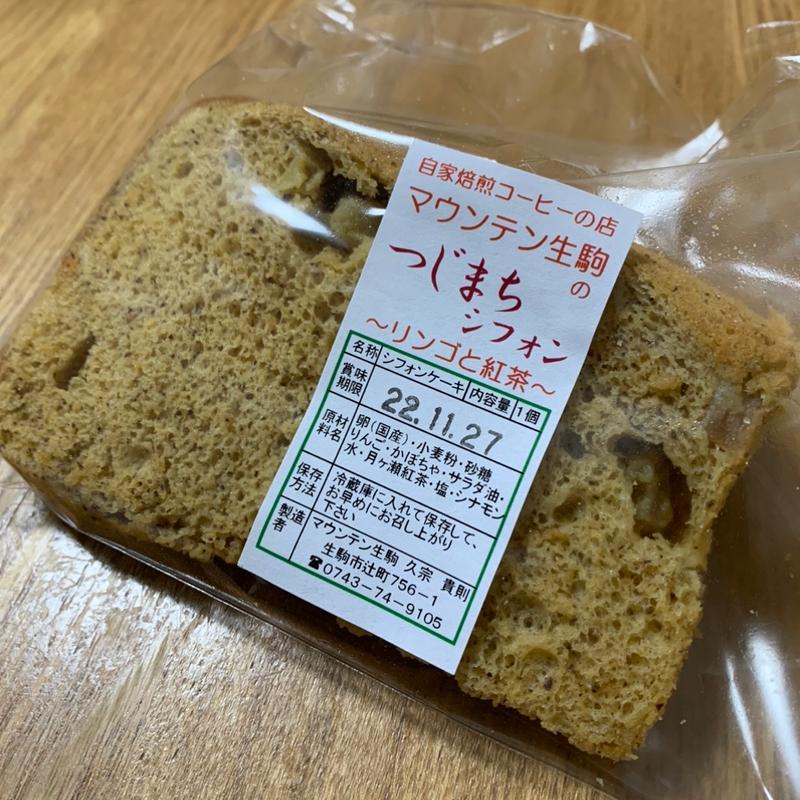 自家焙煎コーヒーの店
マウンテン生駒
の
つじまち
シフォン
～リンゴと紅茶～
名称 シフォンケーキ 内容量 1個
賞味期限 22.11.27
原材料名 卵(国産)・小麦粉・砂糖・
りんご・かぼちゃ・サラダ油・
水・月ヶ瀬紅茶・塩・シナモン
保存方法 冷蔵庫に入れて保存して、
お早めにお召し上がり
下さい
製造者 マウンテン生駒 久宗 貴則
生駒市辻町756-1
☎0743-74-9105